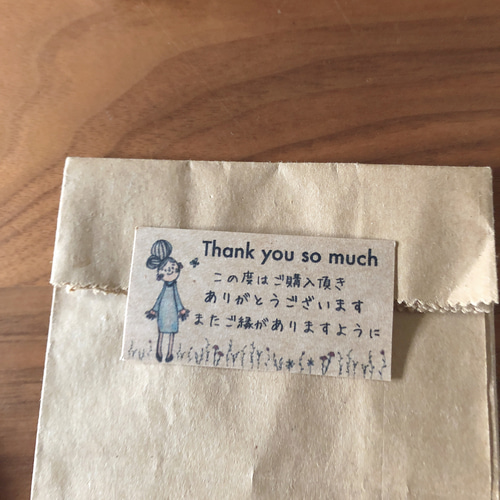 Thank you so much
この度はご購入頂き
ありがとうございます
またご縁がありますように